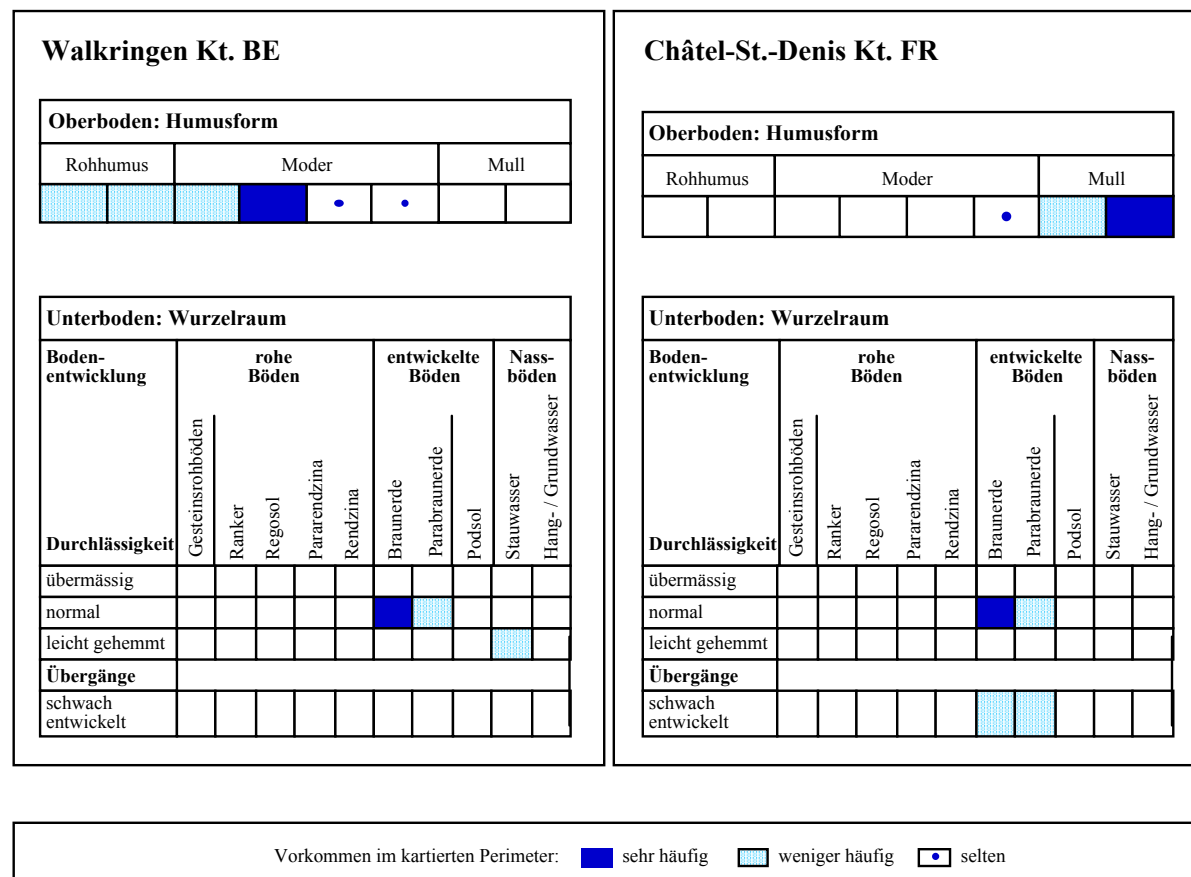 Walkringen Kt. BE
Oberboden: Humusform
Rohhumus Moder Mull
Unterboden: Wurzelraum
Boden- rohe entwickelte Nass-
entwicklung Böden Böden böden
Gesteinsrohböden
Ranker
Regosol
Pararendzina
Rendzina
Braunerde
Parabraunerde
Podsol
Stauwasser
Hang- / Grundwasser
Durchlässigkeit
übermässig
normal
leicht gehemmt
Übergänge
schwach
entwickelt
Châtel-St.-Denis Kt. FR
Oberboden: Humusform
Rohhumus Moder Mull
Unterboden: Wurzelraum
Boden- rohe entwickelte Nass-
entwicklung Böden Böden böden
Gesteinsrohböden
Ranker
Regosol
Pararendzina
Rendzina
Braunerde
Parabraunerde
Podsol
Stauwasser
Hang- / Grundwasser
Durchlässigkeit
übermässig
normal
leicht gehemmt
Übergänge
schwach
entwickelt
Vorkommen im kartierten Perimeter: sehr häufig weniger häufig selten